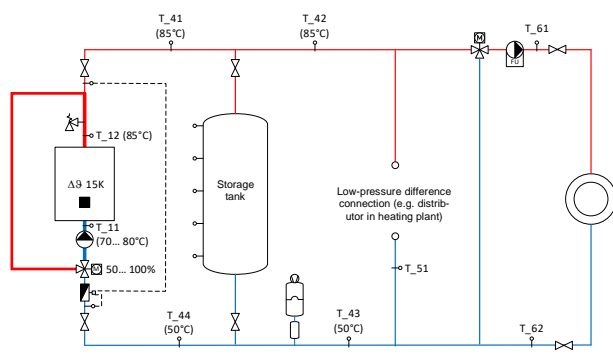 T_41
(85°C)
T_42
(85°C)
M
T_61
FU
T_12 (85°C)
Δϑ 15K
T_11
(70... 80°C)
M
50... 100%
Storage
tank
Low-pressure difference
connection (e.g. distrib-
utor in heating plant)
T_51
T_44
(50°C)
T_43
(50°C)
T_62